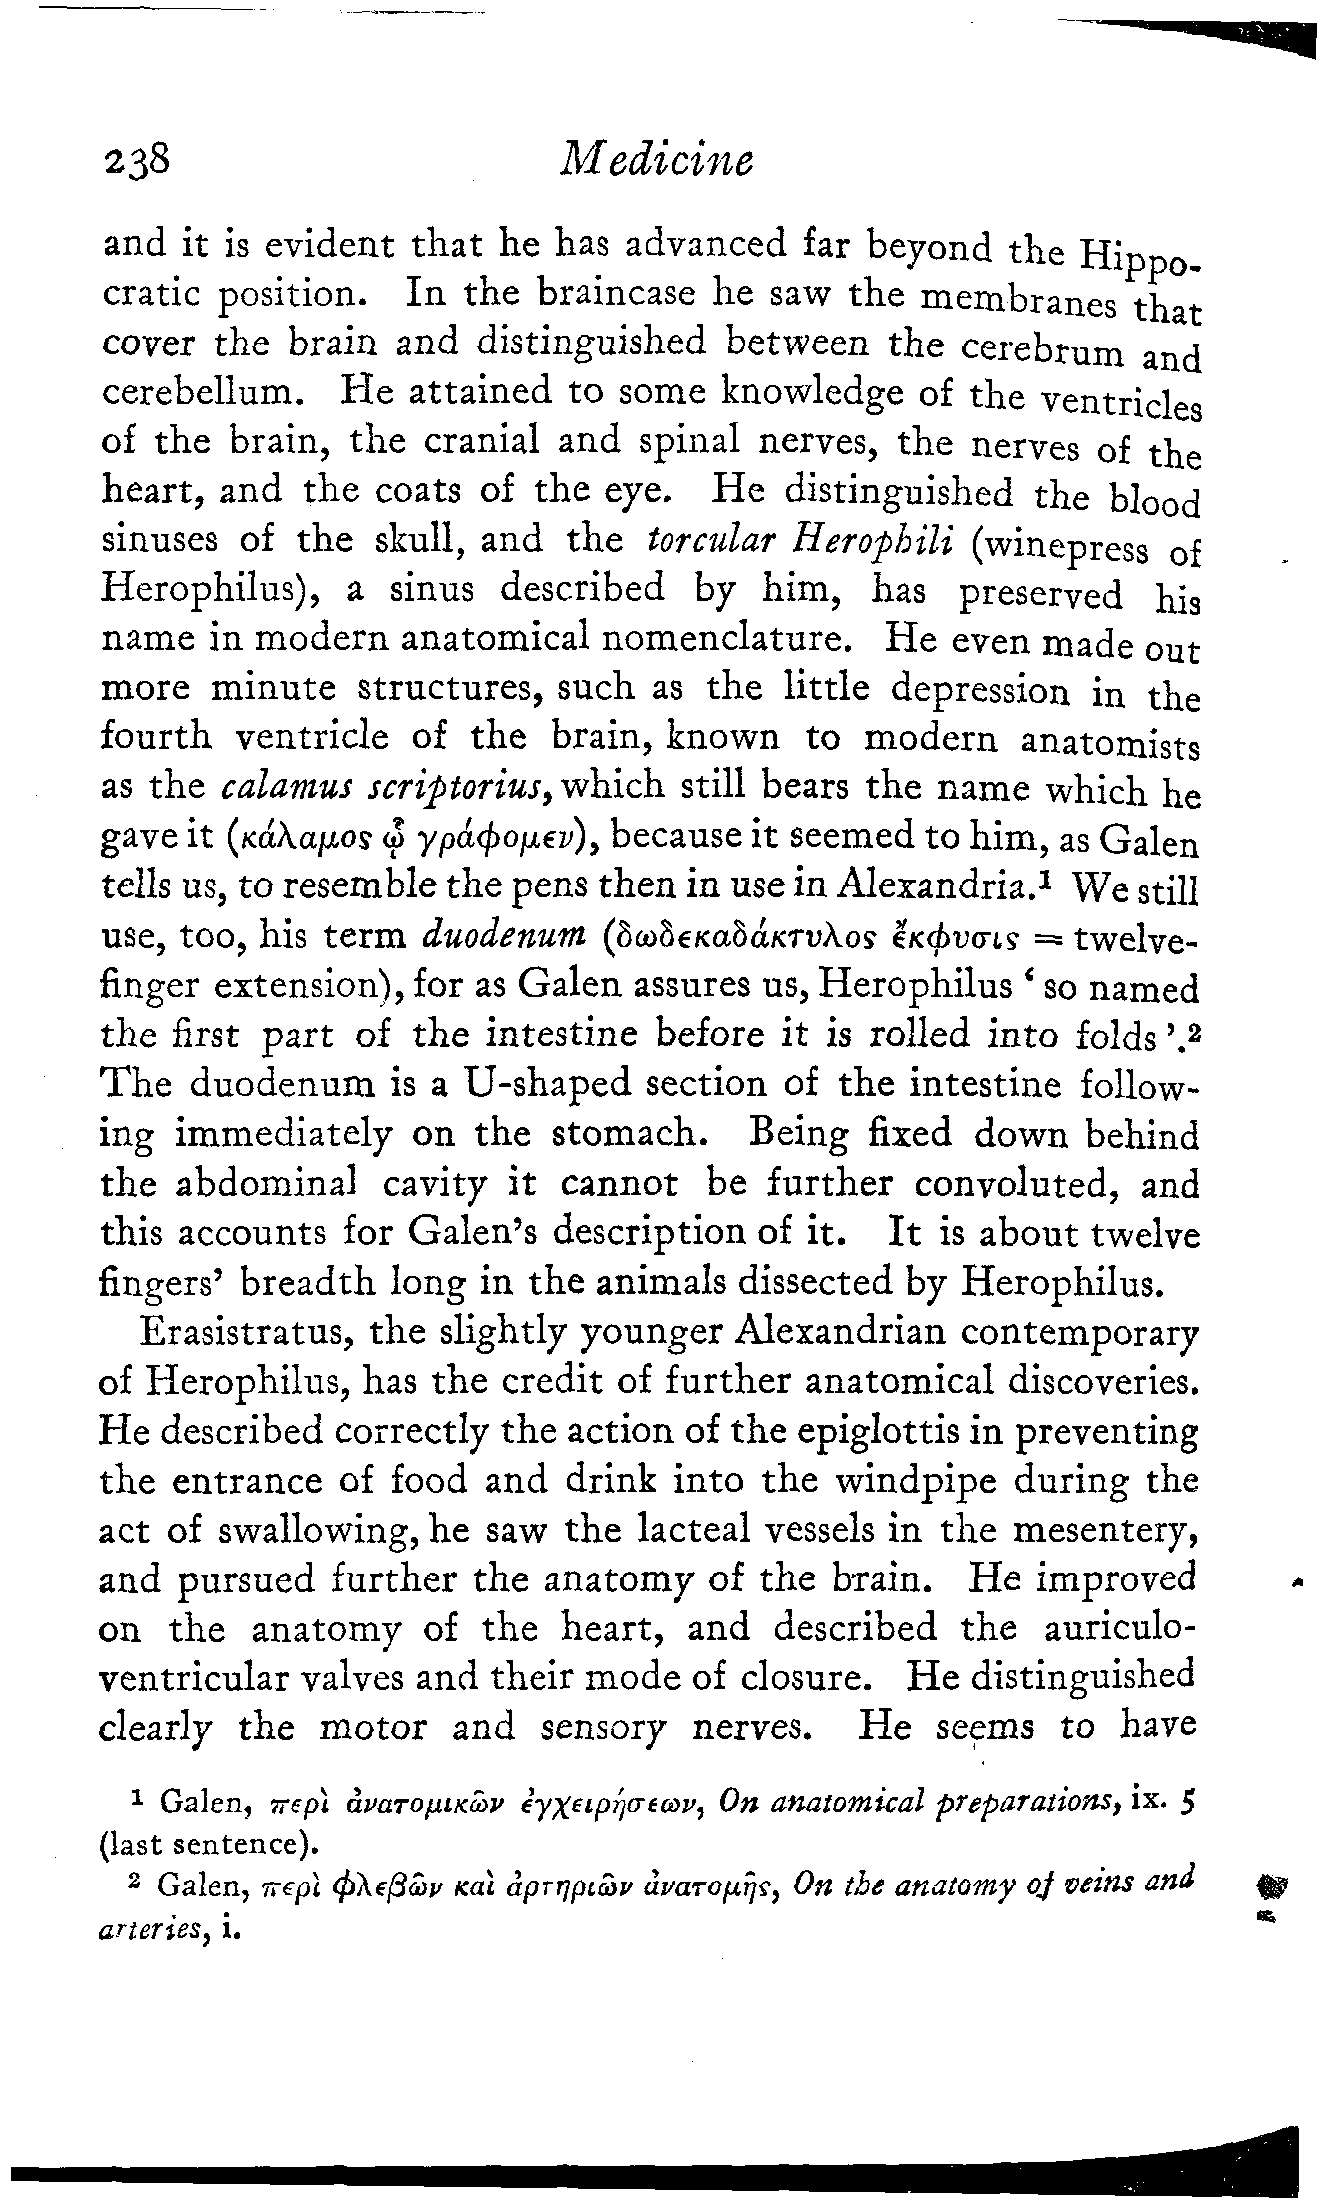 238 Medicine
and it is evident that he has advanced far beyond the Hippo-
cratic position. In the braincase he saw the membranes that
cover the brain and distinguished between the cerebrum and
cerebellum. He attained to some knowledge of the ventricles
of the brain, the cranial and spinal nerves, the nerves of the
heart, and the coats of the eye. He distinguished the blood
sinuses of the skull, and the torcular Herophili (winepress of
Herophilus), a sinus described by him, has preserved his
name in modern anatomical nomenclature. He even made out
more minute structures, such as the little depression in the
fourth ventricle of the brain, known to modern anatomists
as the calamus scriptorius, which still bears the name which he
gave it (κάλαμος ᾧ γράφομεν), because it seemed to him, as Galen
tells us, to resemble the pens then in use in Alexandria.¹ We still
use, too, his term duodenum (δωδεκαδάκτυλος ἔκφυσις = twelve-
finger extension), for as Galen assures us, Herophilus ‘ so named
the first part of the intestine before it is rolled into folds ’.²
The duodenum is a U-shaped section of the intestine follow-
ing immediately on the stomach. Being fixed down behind
the abdominal cavity it cannot be further convoluted, and
this accounts for Galen’s description of it. It is about twelve
fingers’ breadth long in the animals dissected by Herophilus.
Erasistratus, the slightly younger Alexandrian contemporary
of Herophilus, has the credit of further anatomical discoveries.
He described correctly the action of the epiglottis in preventing
the entrance of food and drink into the windpipe during the
act of swallowing, he saw the lacteal vessels in the mesentery,
and pursued further the anatomy of the brain. He improved
on the anatomy of the heart, and described the auriculo-
ventricular valves and their mode of closure. He distinguished
clearly the motor and sensory nerves. He seems to have
¹ Galen, περὶ ἀνατομικῶν ἐγχειρήσεων, On anatomical preparations, ix. 5
(last sentence).
² Galen, περὶ φλεβῶν καὶ ἀρτηριῶν ἀνατομῆς, On the anatomy of veins and
arteries, i.